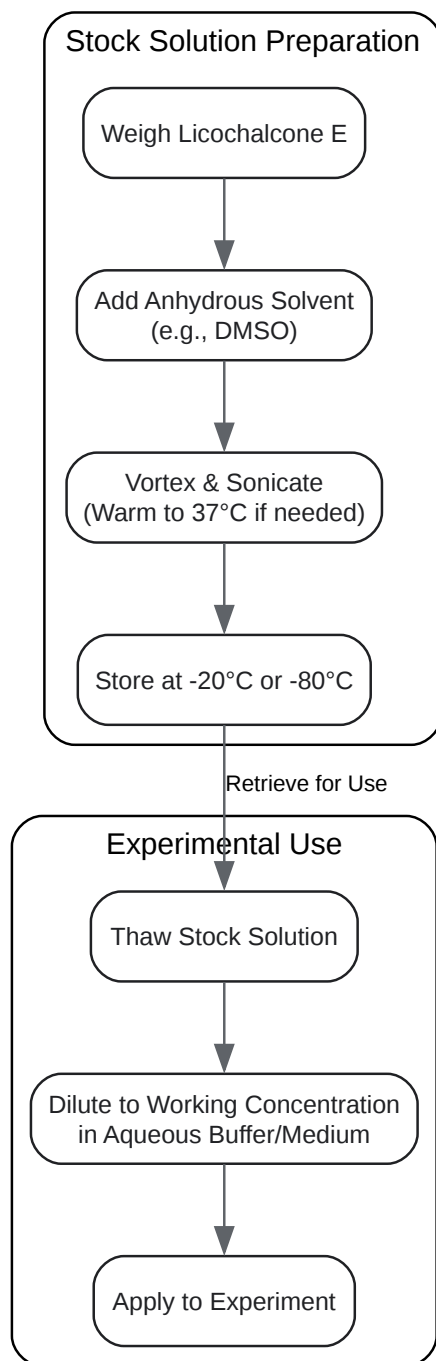 Stock Solution Preparation
Weigh Licochalcone E
Add Anhydrous Solvent
(e.g., DMSO)
Vortex & Sonicate
(Warm to 37°C if needed)
Store at -20°C or -80°C
Retrieve for Use
Experimental Use
Thaw Stock Solution
Dilute to Working Concentration
in Aqueous Buffer/Medium
Apply to Experiment